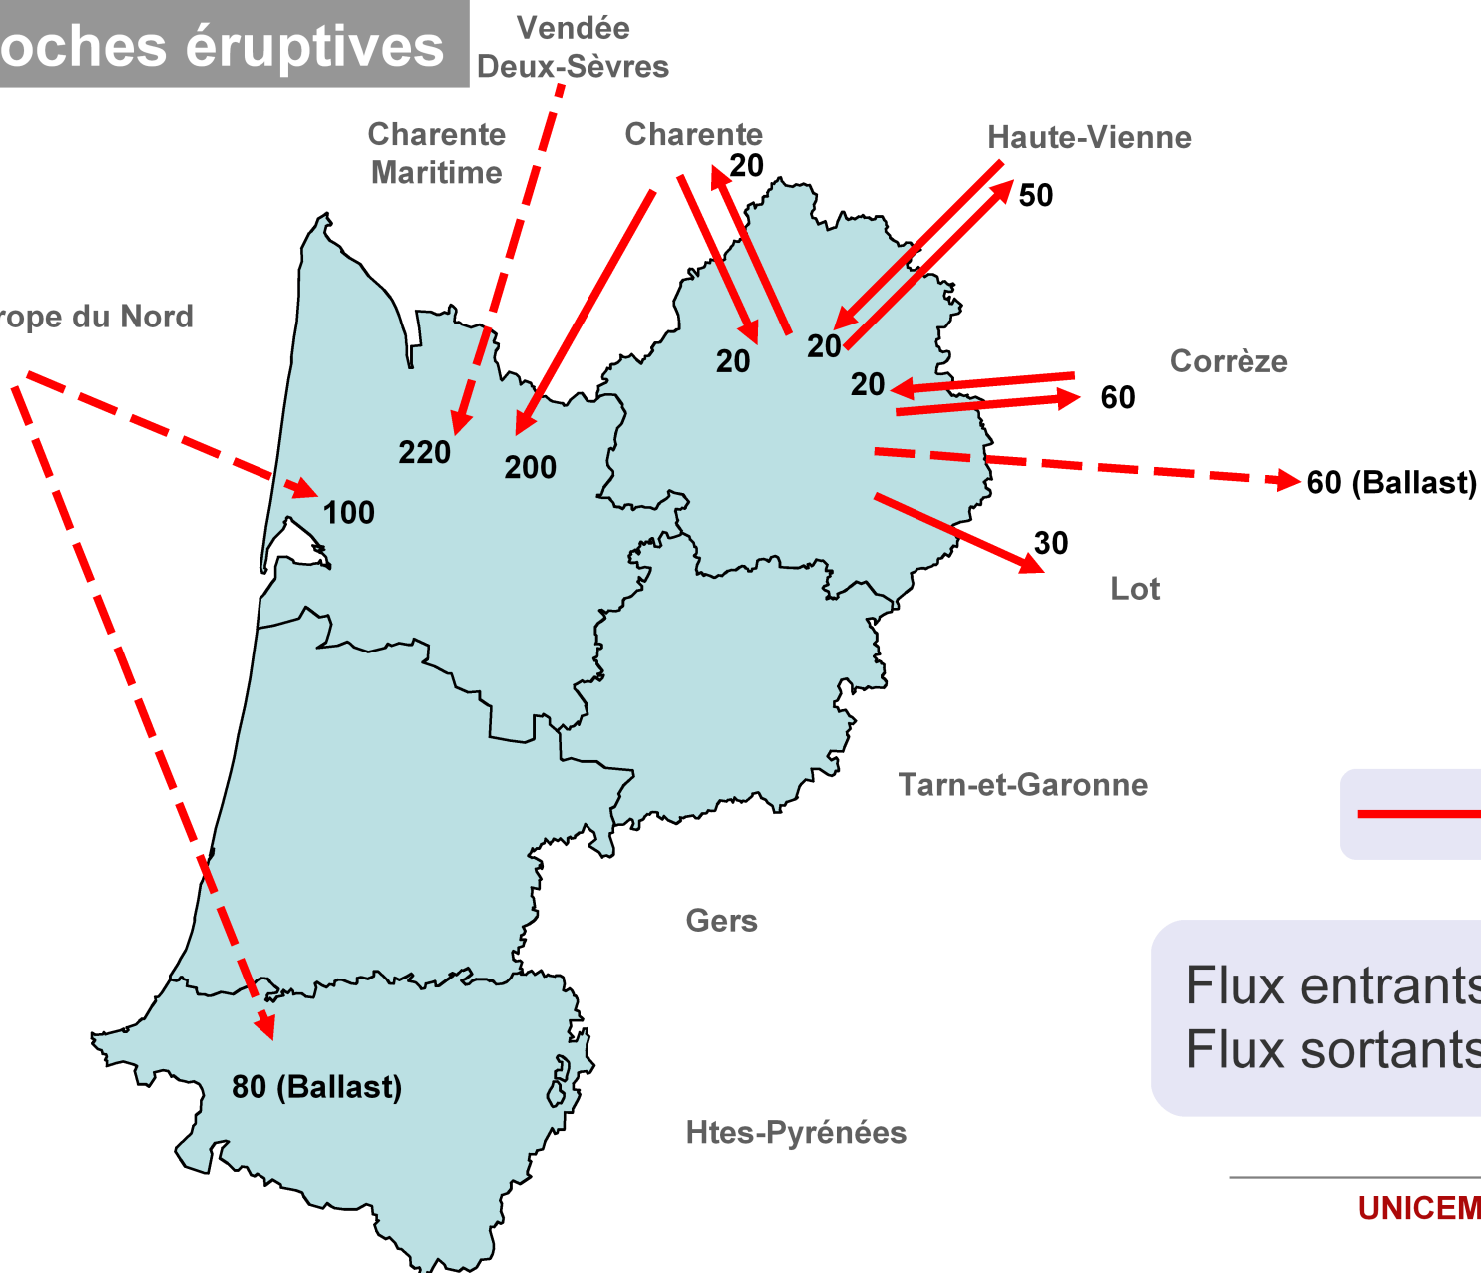 oches éruptives
Vendée
Deux-Sèvres
Charente
Maritime
Charente
20
Haute-Vienne
50
rope du Nord
20
20
20
Corrèze
60
220
200
100
60 (Ballast)
30
Lot
Tarn-et-Garonne
Gers
Flux entrants
Flux sortants
80 (Ballast)
Htes-Pyrénées
UNICEM